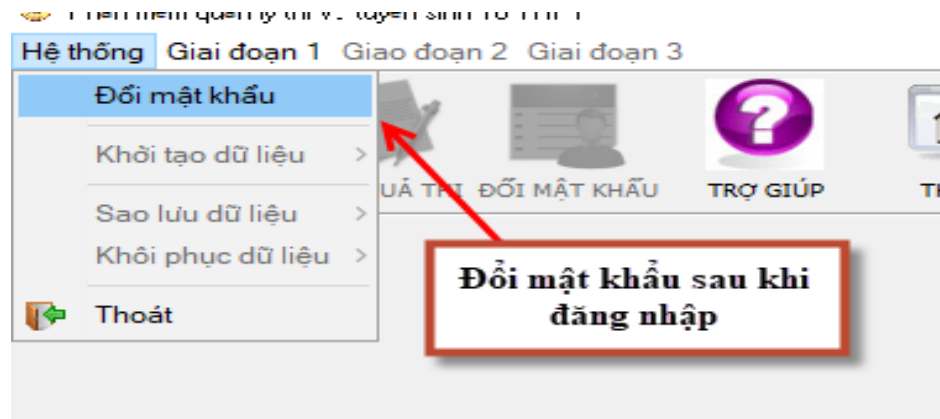 Hệ thống Giai đoạn 1 Giao đoạn 2 Giai đoạn 3
Đổi mật khẩu
Khởi tạo dữ liệu >
Sao lưu dữ liệu >
Khôi phục dữ liệu >
Thoát
ĐỔI MẬT KHẨU TRỢ GIÚP
Đổi mật khẩu sau khi
đăng nhập